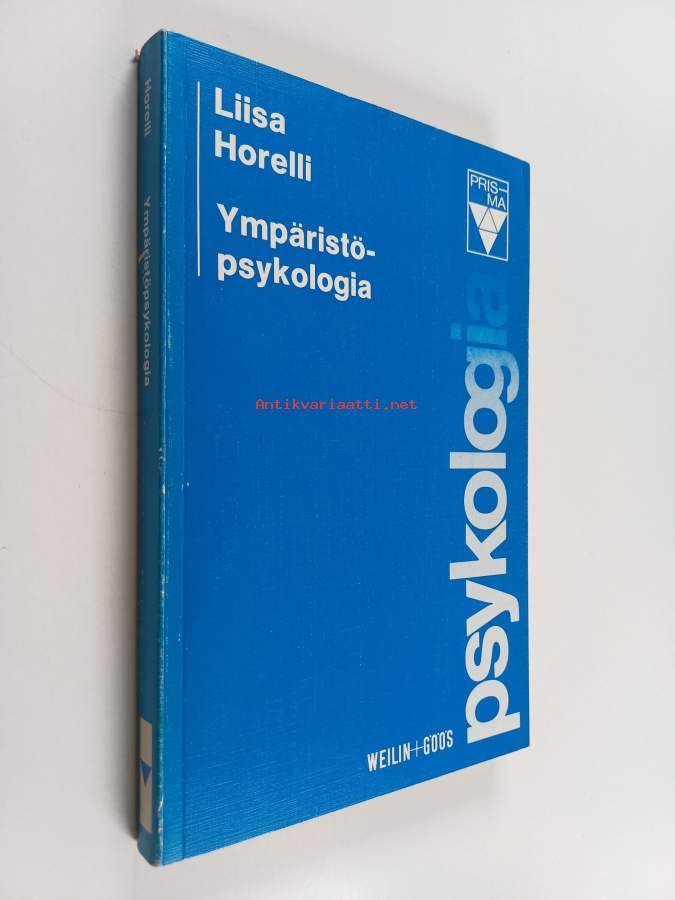 Horelli Ympäristöpsykologia
Liisa
Horelli
Ympäristö-
psykologia
PRIS-
MA
psykologia
Antikvariaatti.net
WEILIN+GÖÖS